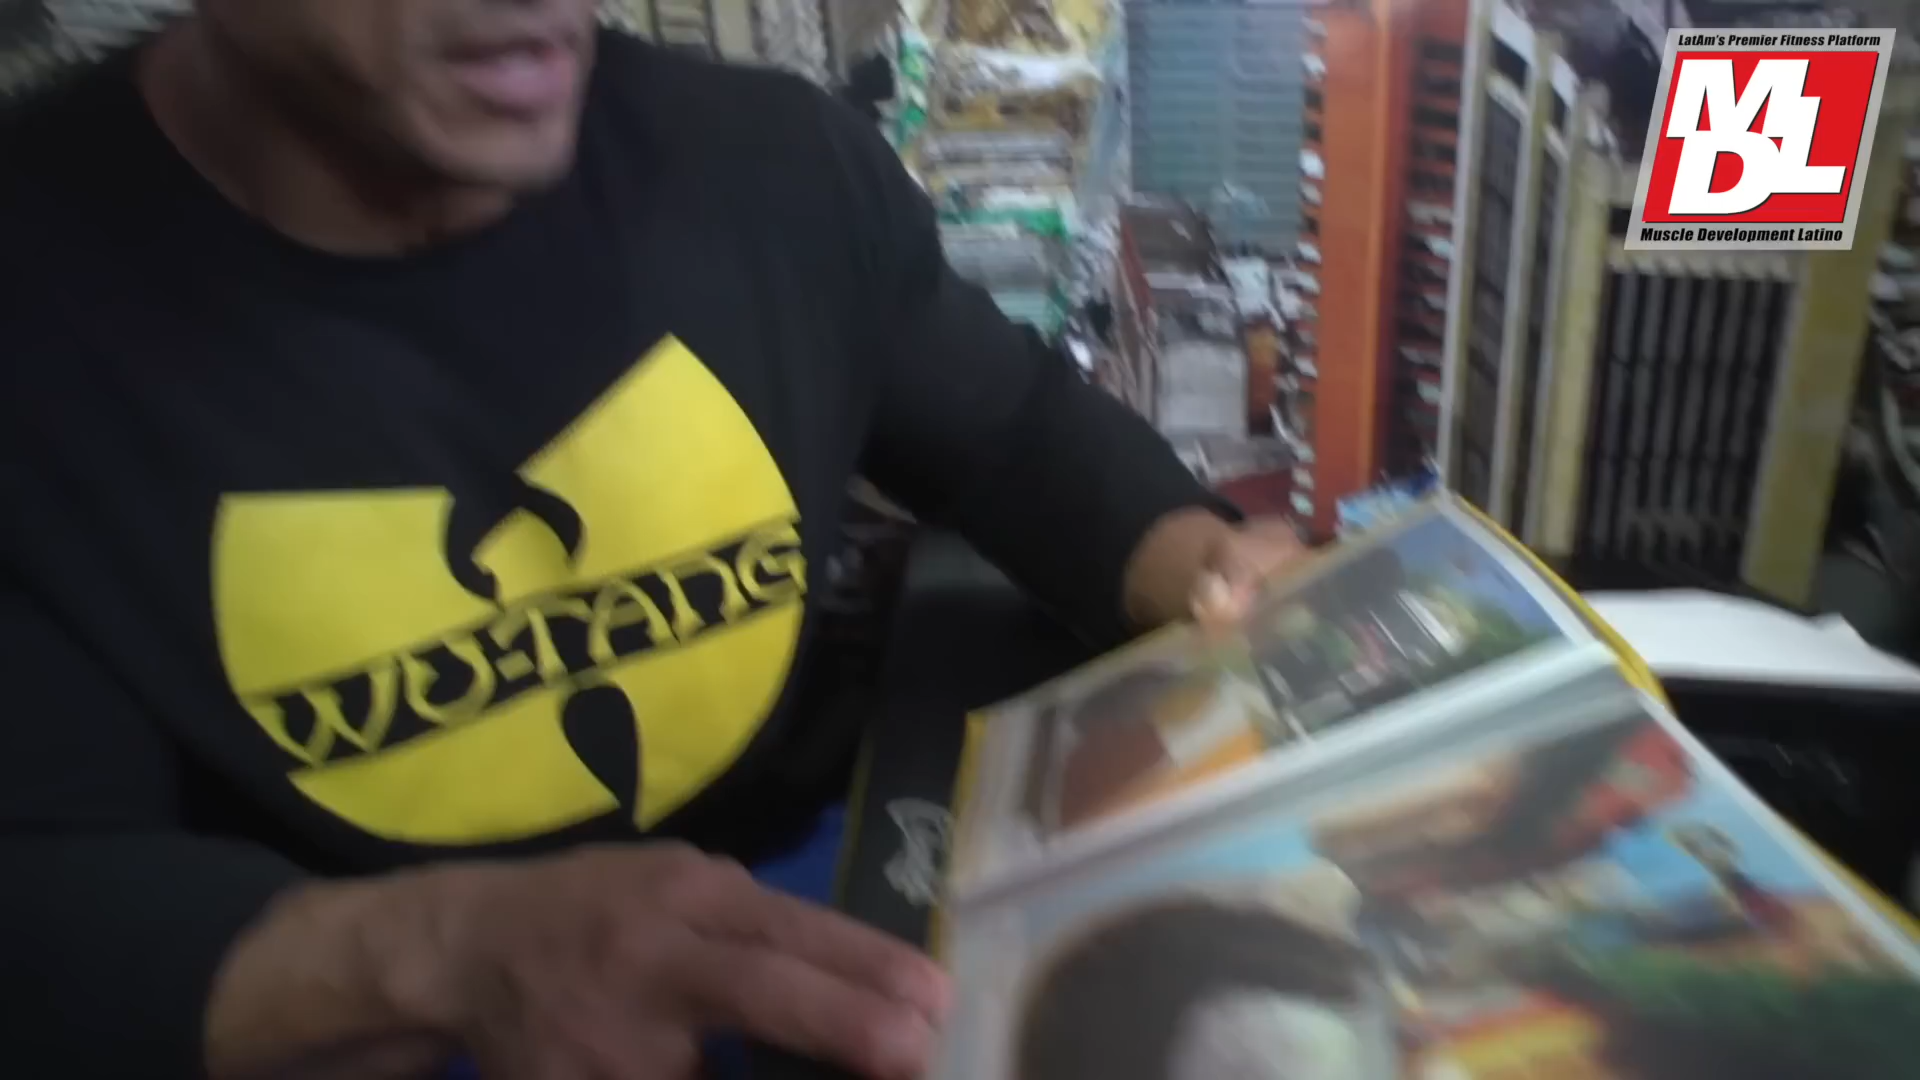 LatAm's Premier Fitness Platform
MDL
Muscle Development Latino
WU-TANG